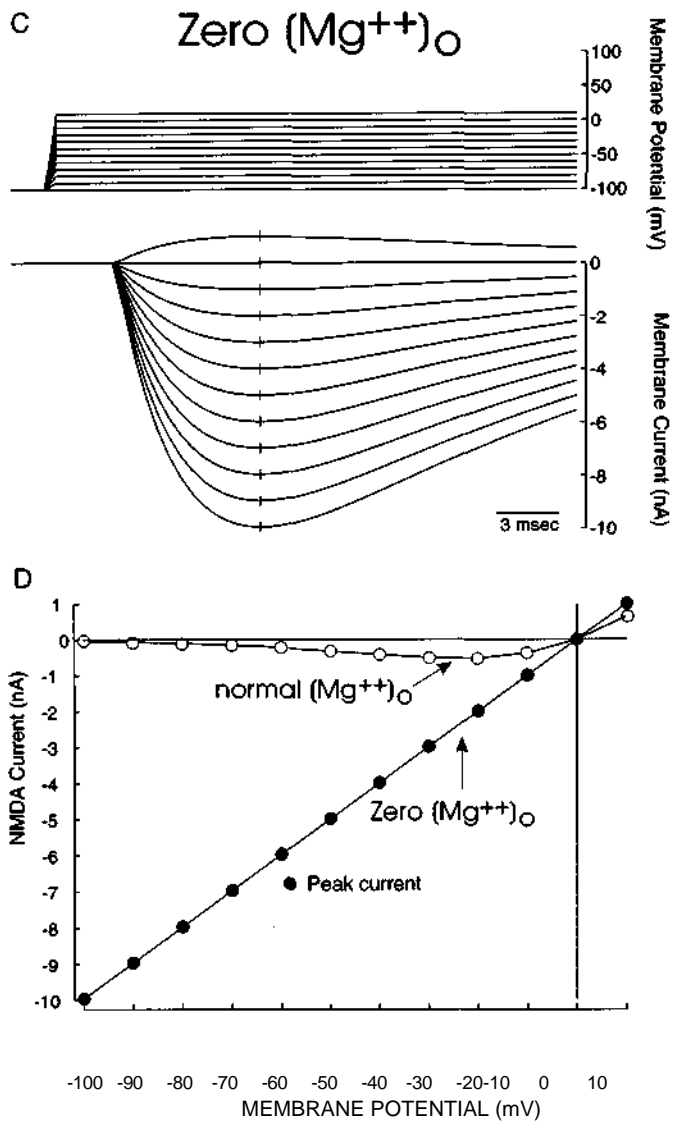 C
Zero (Mg++)O
100
50
0
-50
-100
Membrane Potential (mV)
0
-2
-4
-6
-8
-10
Membrane Current (nA)
3 msec
D
1
0
-1
-2
-3
-4
-5
-6
-7
-8
-9
-10
NMDA Current (nA)
normal (Mg++)O
Zero (Mg++)O
Peak current
-100 -90 -80 -70 -60 -50 -40 -30 -20-10 0 10
MEMBRANE POTENTIAL (mV)